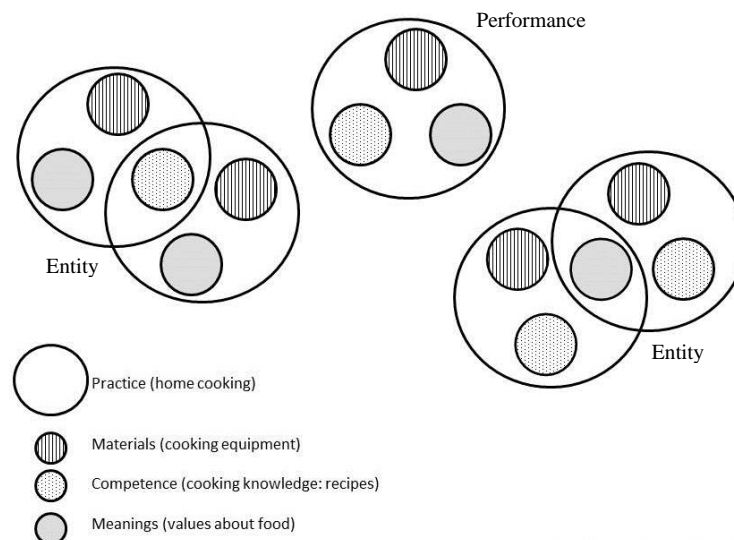 Performance
Entity
Entity
Practice (home cooking)
Materials (cooking equipment)
Competence (cooking knowledge: recipes)
Meanings (values about food)